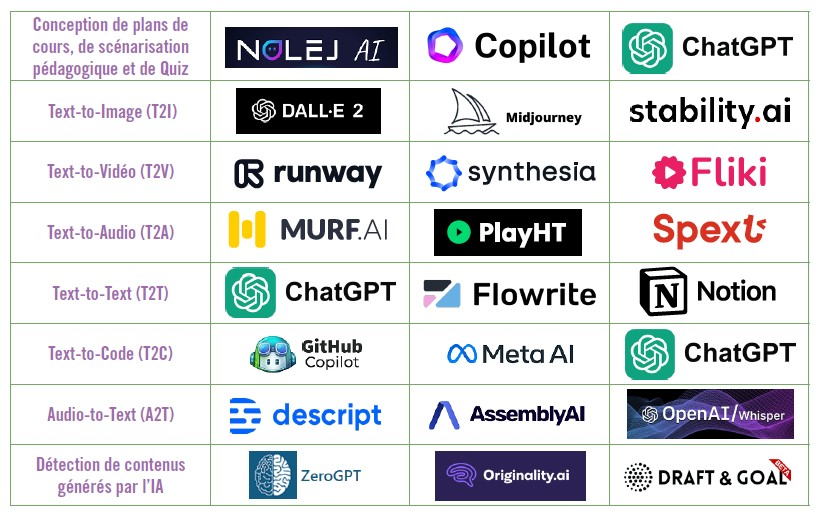 Conception de plans de
cours, de scénarisation
pédagogique et de Quiz
NOLEJ AI
Copilot
ChatGPT
Text-to-Image (T2I)
DALL·E 2
Midjourney
stability.ai
Text-to-Vidéo (T2V)
runway
synthesia
Fliki
Text-to-Audio (T2A)
MURF.AI
PlayHT
Spext
Text-to-Text (T2T)
ChatGPT
Flowrite
Notion
Text-to-Code (T2C)
GitHub
Copilot
Meta AI
ChatGPT
Audio-to-Text (A2T)
descript
AssemblyAI
OpenAI/Whisper
Détection de contenus
générés par l'IA
ZeroGPT
Originality.ai
DRAFT & GOAL
BETA